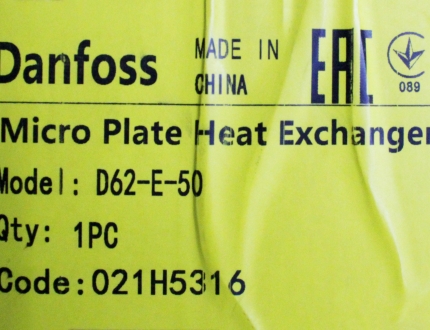 Danfoss MADE IN CHINA EAC 089
Micro Plate Heat Exchanger
Model: D62-E-50
Qty: 1PC
Code: 021H5316